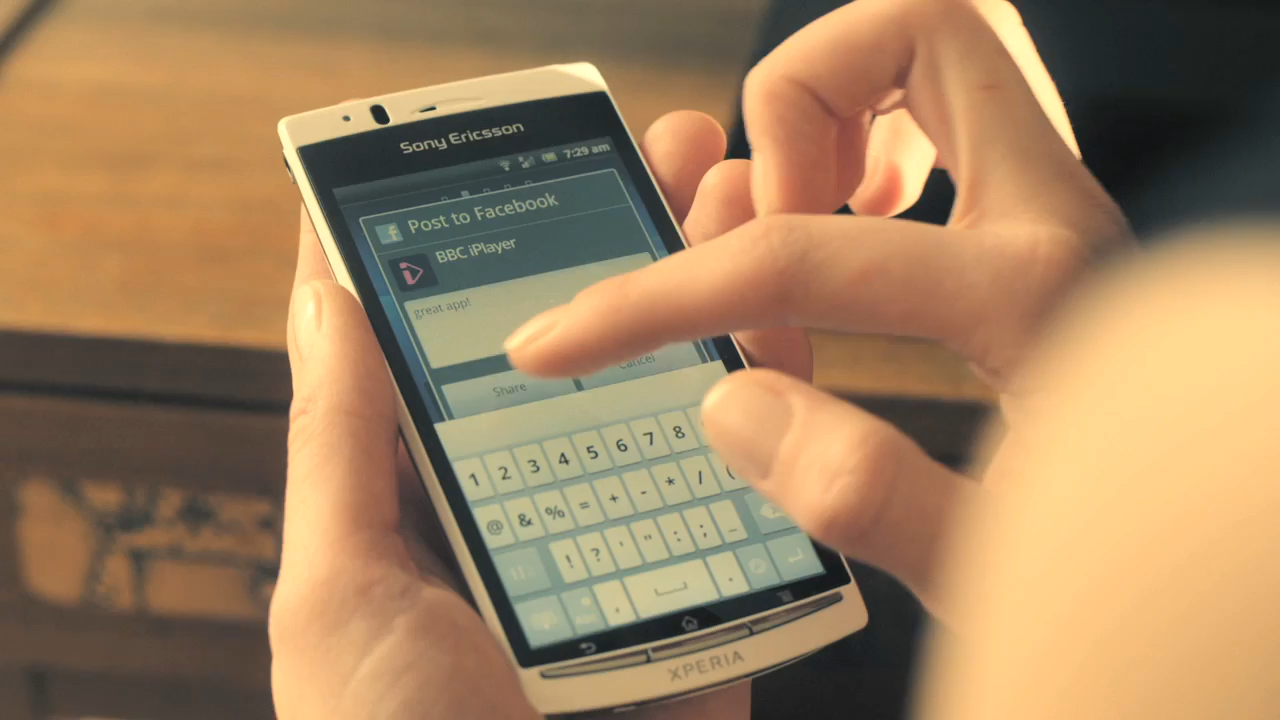 Sony Ericsson
7:29 am
Post to Facebook
BBC iPlayer
great app!
Share Cancel
1 2 3 4 5 6 7 8
@ & % = + - * / (
! ? ' " : ; _
, .
XPERIA